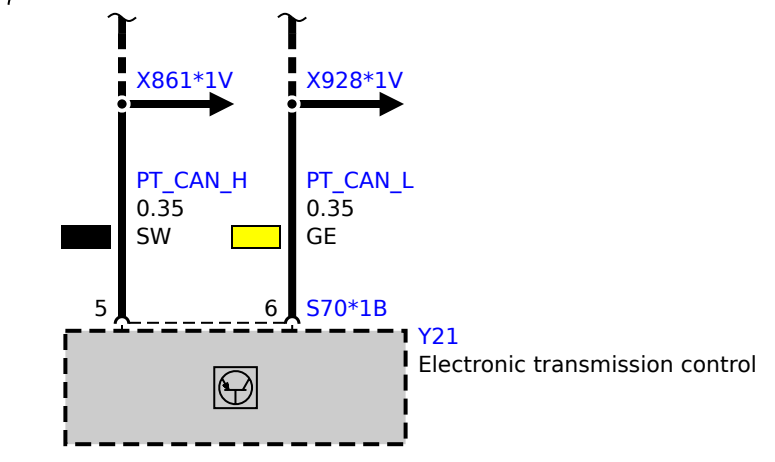 X861*1V
X928*1V
PT_CAN_H
PT_CAN_L
0.35
0.35
SW
GE
5
6
S70*1B
Y21
Electronic transmission control